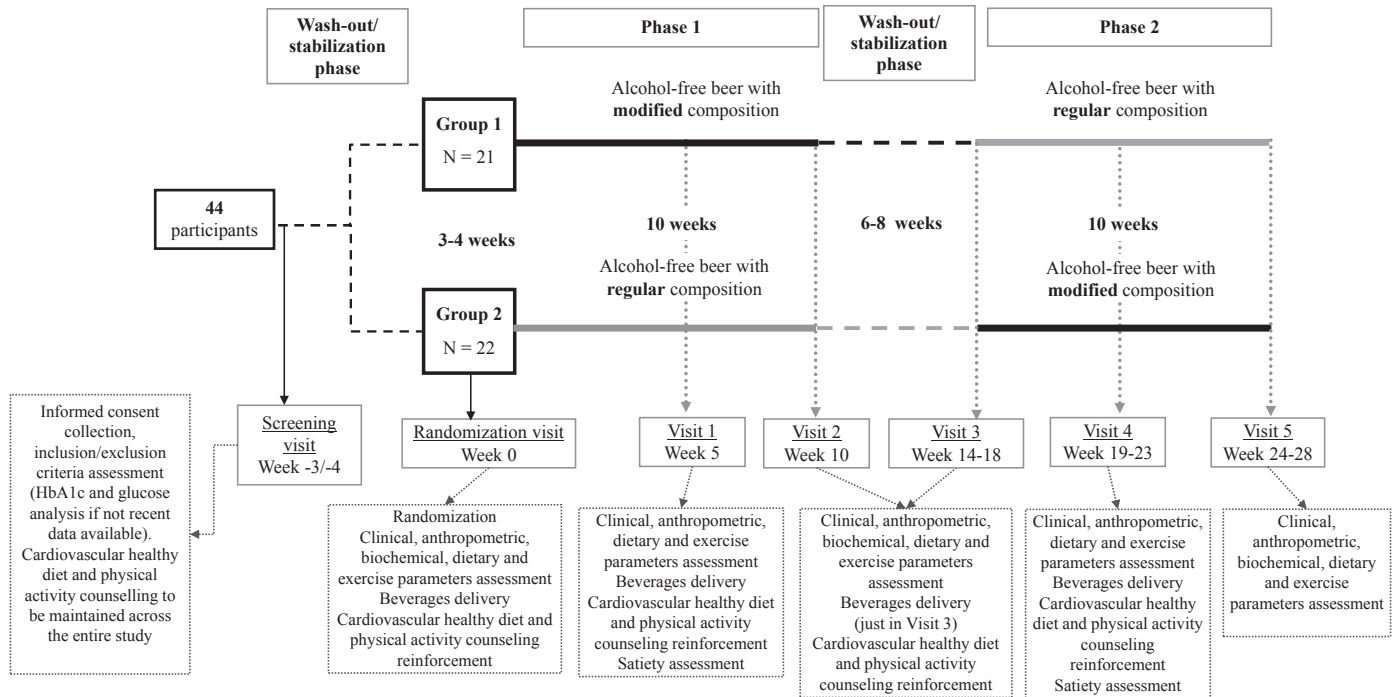 Wash-out/
stabilization
phase
Phase 1
Wash-out/
stabilization
phase
Phase 2
Alcohol-free beer with
modified composition
Alcohol-free beer with
regular composition
Group 1
N = 21
44
participants
3-4 weeks
10 weeks
6-8 weeks
10 weeks
Alcohol-free beer with
regular composition
Alcohol-free beer with
modified composition
Group 2
N = 22
Informed consent
collection,
inclusion/exclusion
criteria assessment
(HbA1c and glucose
analysis if not recent
data available).
Cardiovascular healthy
diet and physical
activity counselling to
be maintained across
the entire study
Screening
visit
Week -3/-4
Randomization visit
Week 0
Visit 1
Week 5
Visit 2
Week 10
Visit 3
Week 14-18
Visit 4
Week 19-23
Visit 5
Week 24-28
Randomization
Clinical, anthropometric,
biochemical, dietary and
exercise parameters assessment
Beverages delivery
Cardiovascular healthy diet and
physical activity counseling
reinforcement
Clinical, anthropometric,
dietary and exercise
parameters assessment
Beverages delivery
Cardiovascular healthy diet
and physical activity
counseling reinforcement
Satiety assessment
Clinical, anthropometric,
biochemical, dietary and
exercise parameters
assessment
Beverages delivery
(just in Visit 3)
Cardiovascular healthy diet
and physical activity
counseling reinforcement
Clinical, anthropometric,
dietary and exercise
parameters assessment
Beverages delivery
Cardiovascular healthy
diet and physical activity
counseling
reinforcement
Satiety assessment
Clinical,
anthropometric,
biochemical, dietary
and exercise
parameters assessment